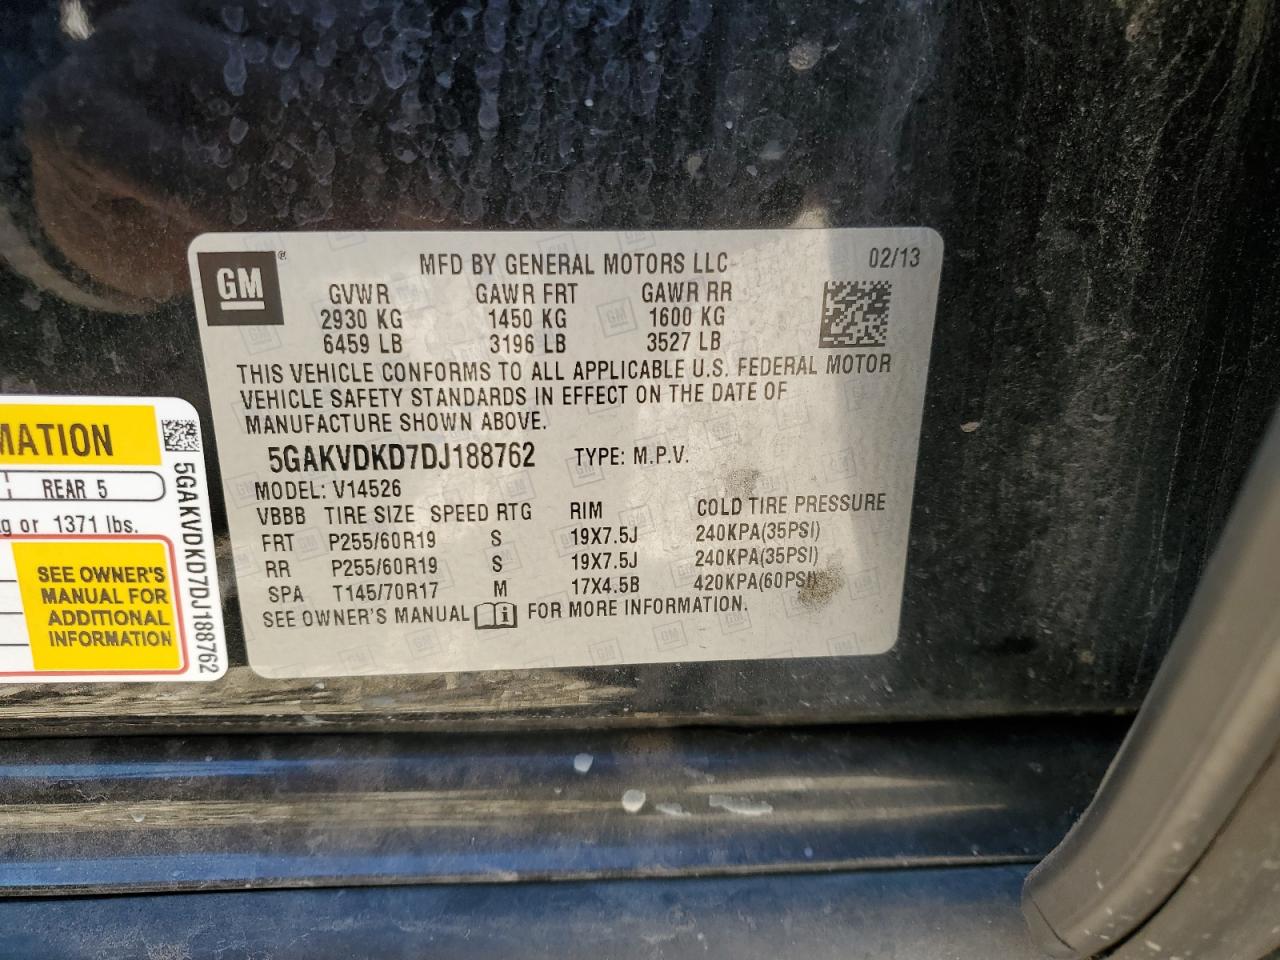 GM®
MFD BY GENERAL MOTORS LLC 02/13
GVWR GAWR FRT GAWR RR
2930 KG 1450 KG 1600 KG
6459 LB 3196 LB 3527 LB
THIS VEHICLE CONFORMS TO ALL APPLICABLE U.S. FEDERAL MOTOR
VEHICLE SAFETY STANDARDS IN EFFECT ON THE DATE OF
MANUFACTURE SHOWN ABOVE.
5GAKVDKD7DJ188762 TYPE: M.P.V.
MODEL: V14526
VBBB TIRE SIZE SPEED RTG RIM COLD TIRE PRESSURE
FRT P255/60R19 S 19X7.5J 240KPA(35PSI)
RR P255/60R19 S 19X7.5J 240KPA(35PSI)
SPA T145/70R17 M 17X4.5B 420KPA(60PSI)
SEE OWNER'S MANUAL i FOR MORE INFORMATION.
MATION
REAR 5
g or 1371 lbs.
SEE OWNER'S
MANUAL FOR
ADDITIONAL
INFORMATION
5GAKVDKD7DJ188762